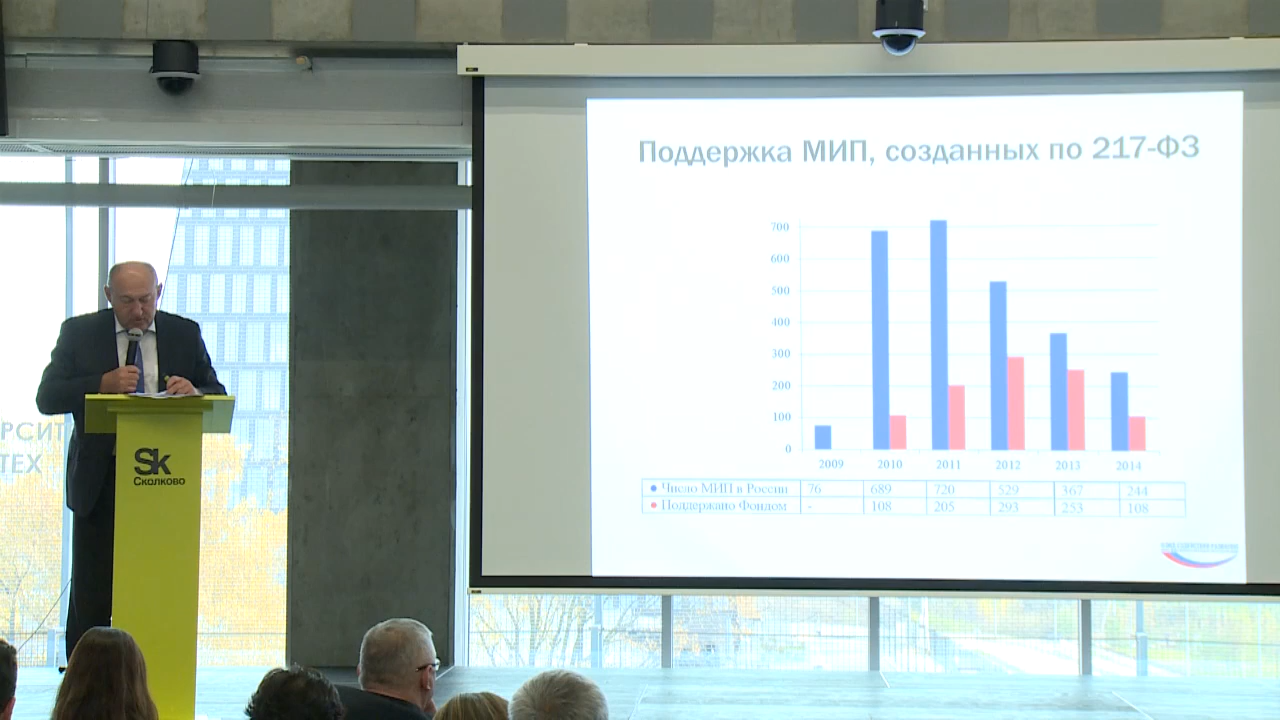 Поддержка МИП, созданных по 217-ФЗ
700
600
500
400
300
200
100
0
2009 2010 2011 2012 2013 2014
Число МИП в России 76 689 720 529 367 244
Поддержано Фондом - 108 205 293 253 108
РСИТ
ТЕХ
Sk
Сколково